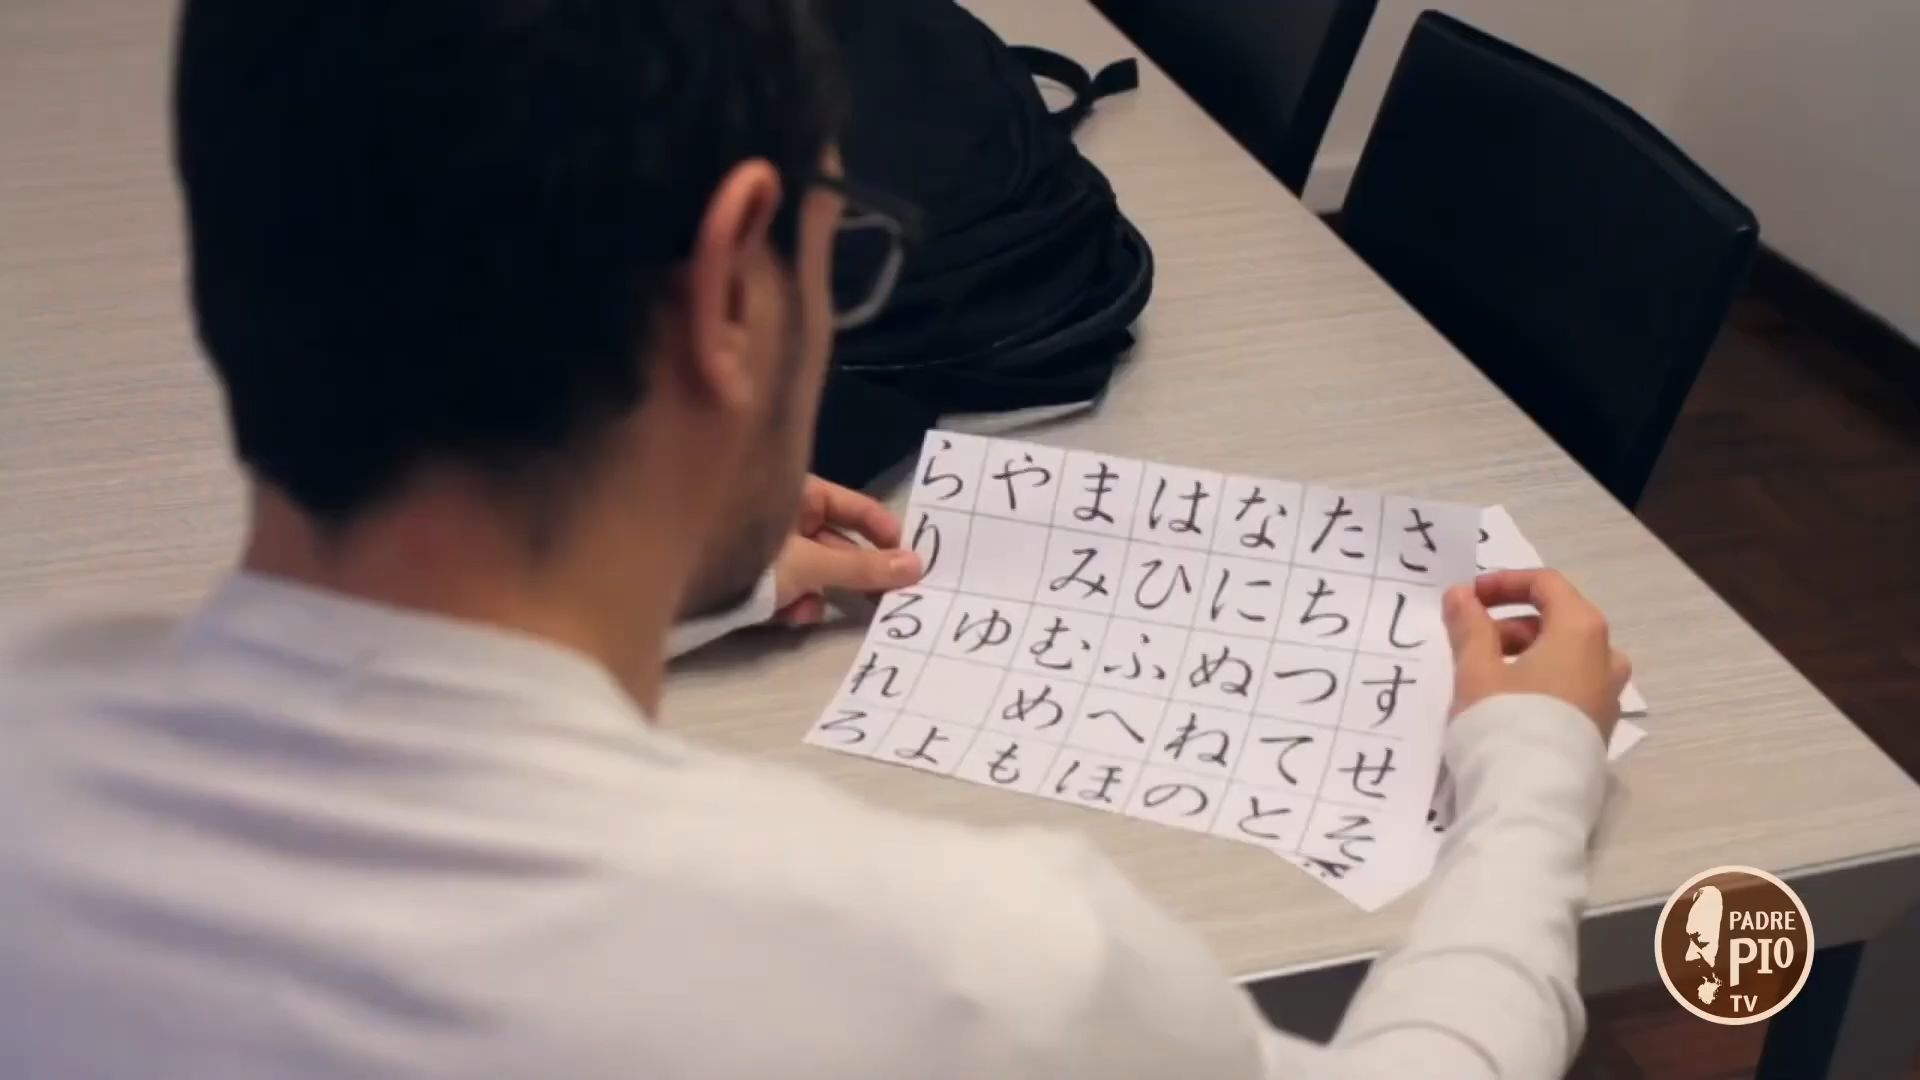 らやまはなたさ
りみひにちし
るゆむふぬつす
れめへねてせ
ろよもほのとそ
PADRE
PIO
TV